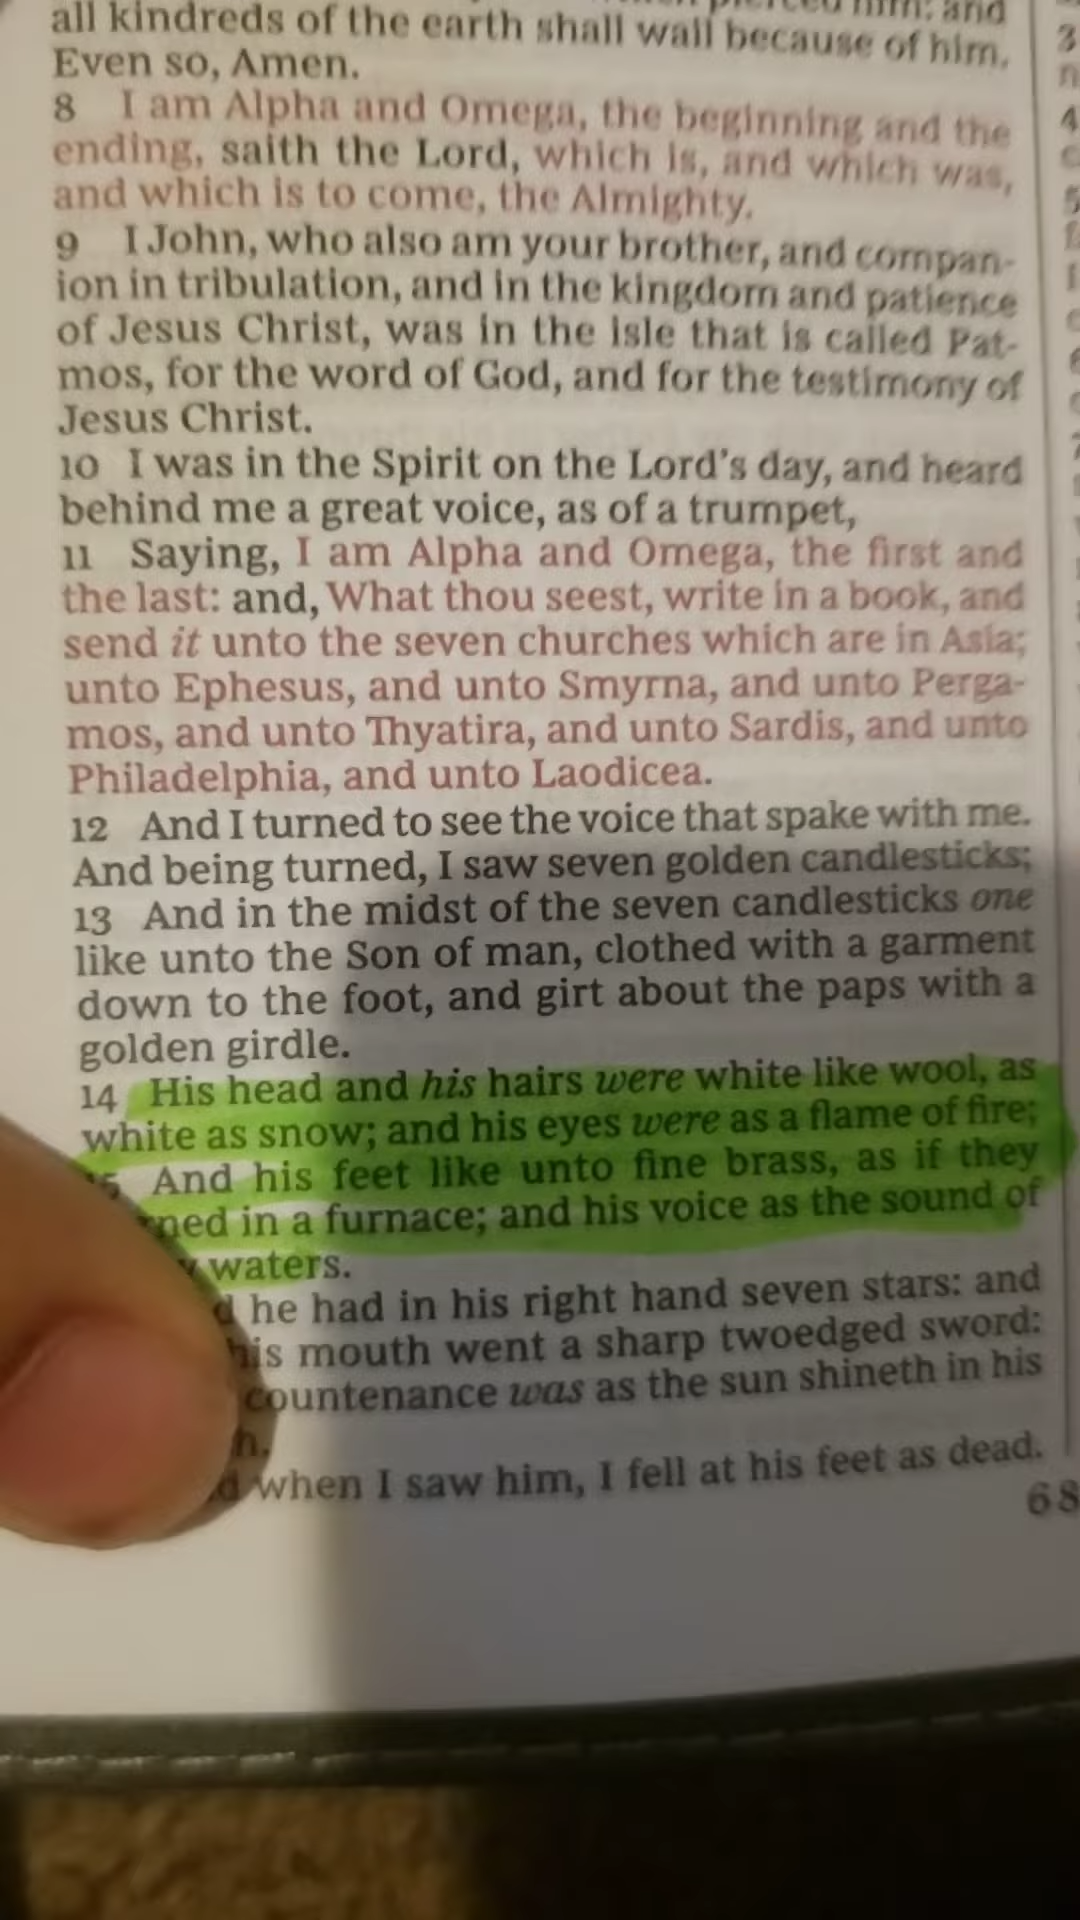 pierced him: and
all kindreds of the earth shall wail because of him.
Even so, Amen.
8 I am Alpha and Omega, the beginning and the
ending, saith the Lord, which is, and which was,
and which is to come, the Almighty.
9 I John, who also am your brother, and compan-
ion in tribulation, and in the kingdom and patience
of Jesus Christ, was in the isle that is called Pat-
mos, for the word of God, and for the testimony of
Jesus Christ.
10 I was in the Spirit on the Lord's day, and heard
behind me a great voice, as of a trumpet,
11 Saying, I am Alpha and Omega, the first and
the last: and, What thou seest, write in a book, and
send it unto the seven churches which are in Asia;
unto Ephesus, and unto Smyrna, and unto Perga-
mos, and unto Thyatira, and unto Sardis, and unto
Philadelphia, and unto Laodicea.
12 And I turned to see the voice that spake with me.
And being turned, I saw seven golden candlesticks;
13 And in the midst of the seven candlesticks one
like unto the Son of man, clothed with a garment
down to the foot, and girt about the paps with a
golden girdle.
14 His head and his hairs were white like wool, as
white as snow; and his eyes were as a flame of fire;
15 And his feet like unto fine brass, as if they
in a furnace; and his voice as the sound of
waters.
he had in his right hand seven stars: and
his mouth went a sharp twoedged sword:
countenance was as the sun shineth in his
when I saw him, I fell at his feet as dead.
68